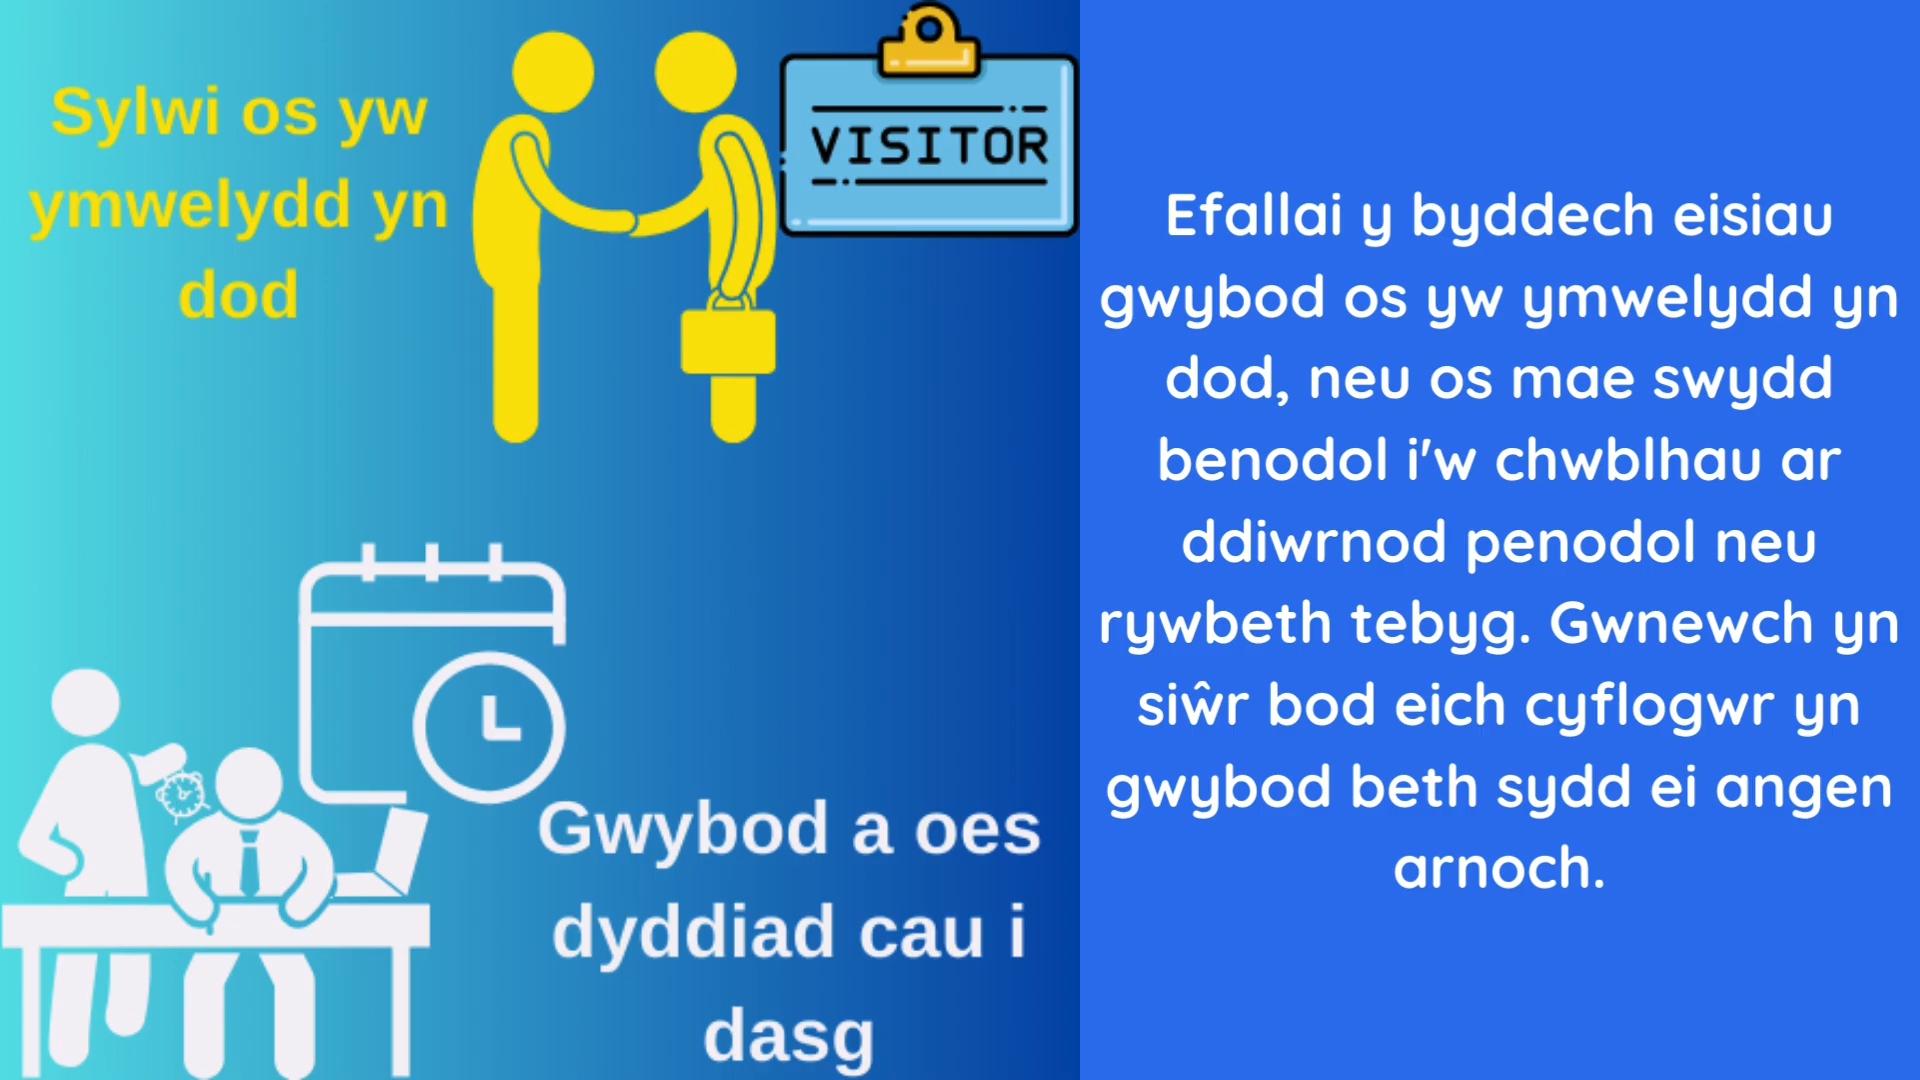 Sylwi os yw
ymwelydd yn
dod
VISITOR
Gwybod a oes
dyddiad cau i
dasg
Efallai y byddech eisiau
gwybod os yw ymwelydd yn
dod, neu os mae swydd
benodol i'w chwblhau ar
ddiwrnod penodol neu
rywbeth tebyg. Gwnewch yn
siŵr bod eich cyflogwr yn
gwybod beth sydd ei angen
arnoch.